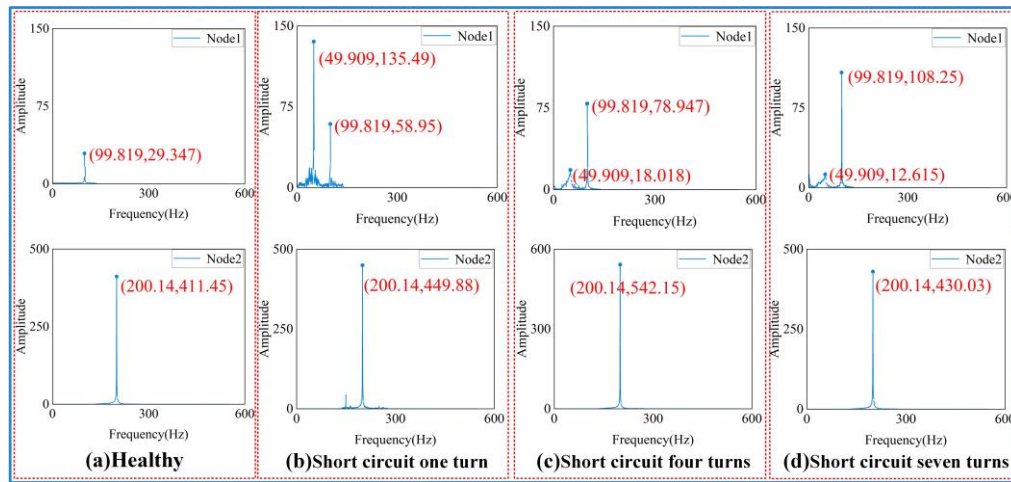 150
Node1
(99.819,29.347)
75
Amplitude
0
0
300
600
Frequency(Hz)
500
Node2
(200.14,411.45)
250
Amplitude
0
0
300
600
Frequency(Hz)
(a)Healthy
150
Node1
(49.909,135.49)
75
(99.819,58.95)
Amplitude
0
0
300
600
Frequency(Hz)
500
Node2
(200.14,449.88)
250
Amplitude
0
0
300
600
Frequency(Hz)
(b)Short circuit one turn
150
Node1
75
(99.819,78.947)
(49.909,18.018)
Amplitude
0
0
300
600
Frequency(Hz)
600
Node2
(200.14,542.15)
300
Amplitude
0
0
300
600
Frequency(Hz)
(c)Short circuit four turns
150
Node1
(99.819,108.25)
75
(49.909,12.615)
Amplitude
0
0
300
600
Frequency(Hz)
500
Node2
(200.14,430.03)
250
Amplitude
0
0
300
600
Frequency(Hz)
(d)Short circuit seven turns